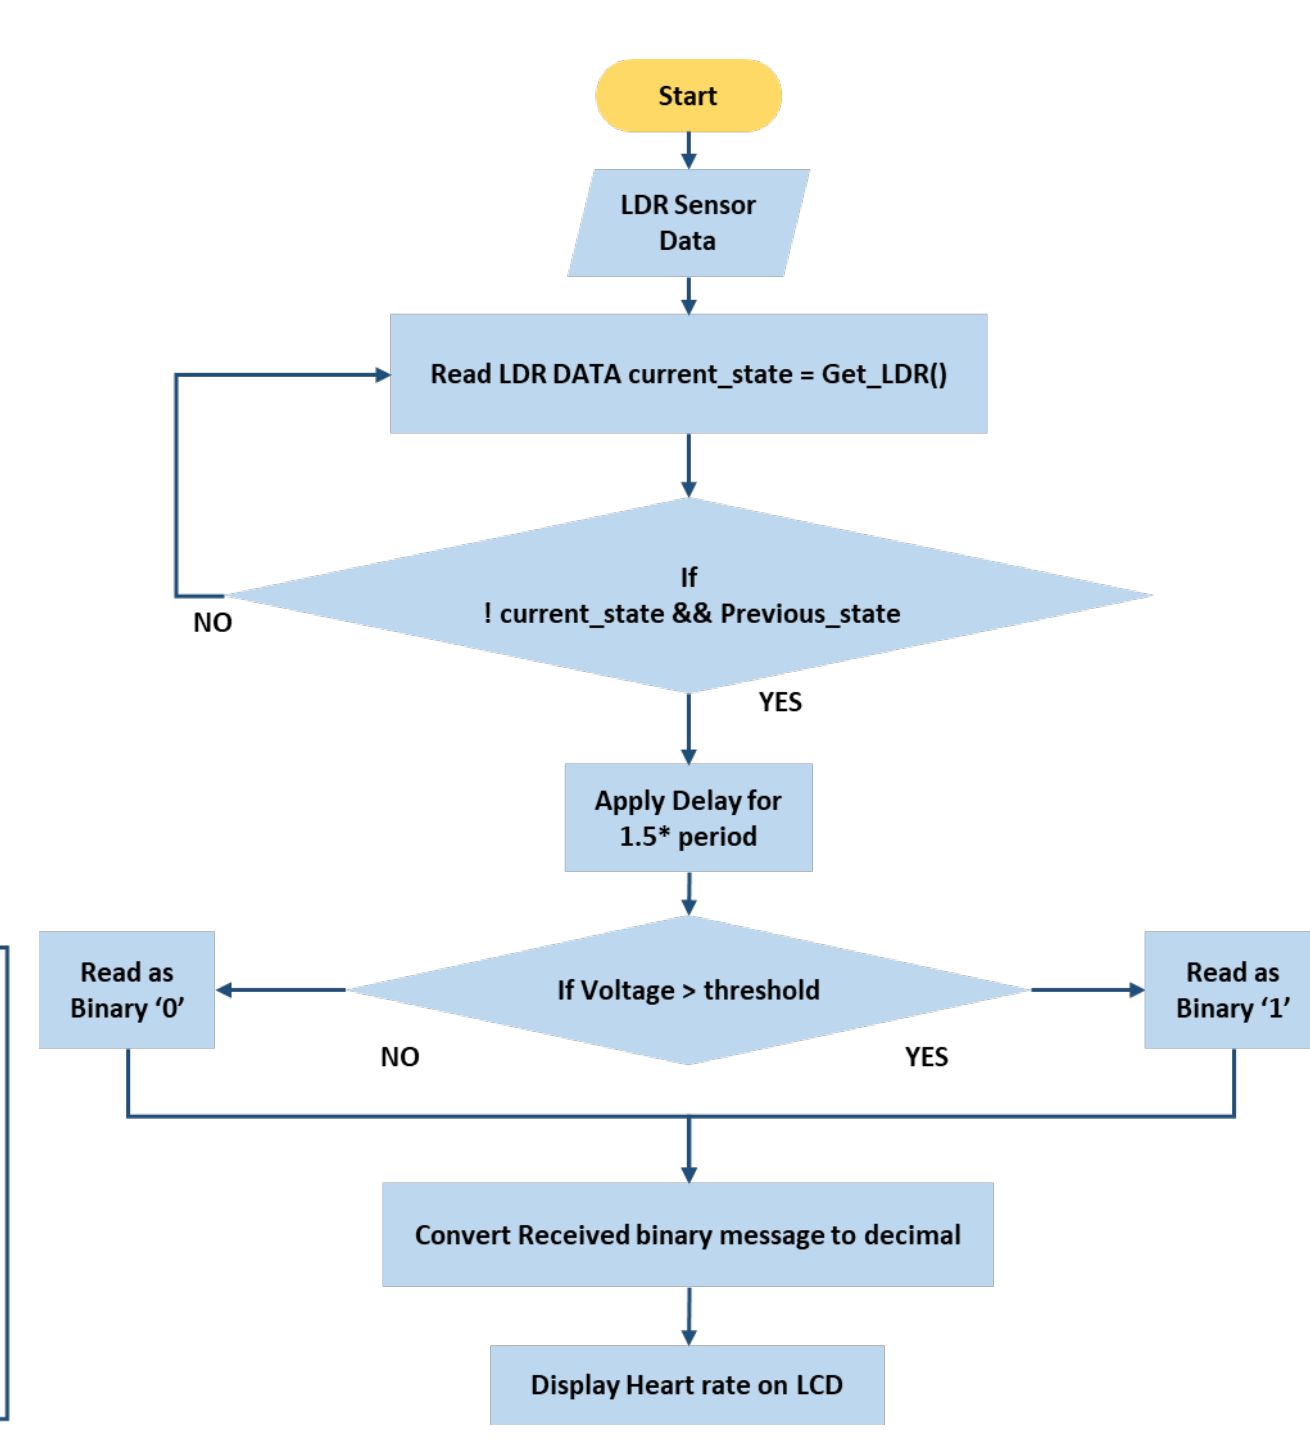 Start
LDR Sensor
Data
Read LDR DATA current_state = Get_LDR()
If
! current_state && Previous_state
NO
YES
Apply Delay for
1.5* period
Read as
Binary ‘0’
If Voltage > threshold
Read as
Binary ‘1’
NO
YES
Convert Received binary message to decimal
Display Heart rate on LCD